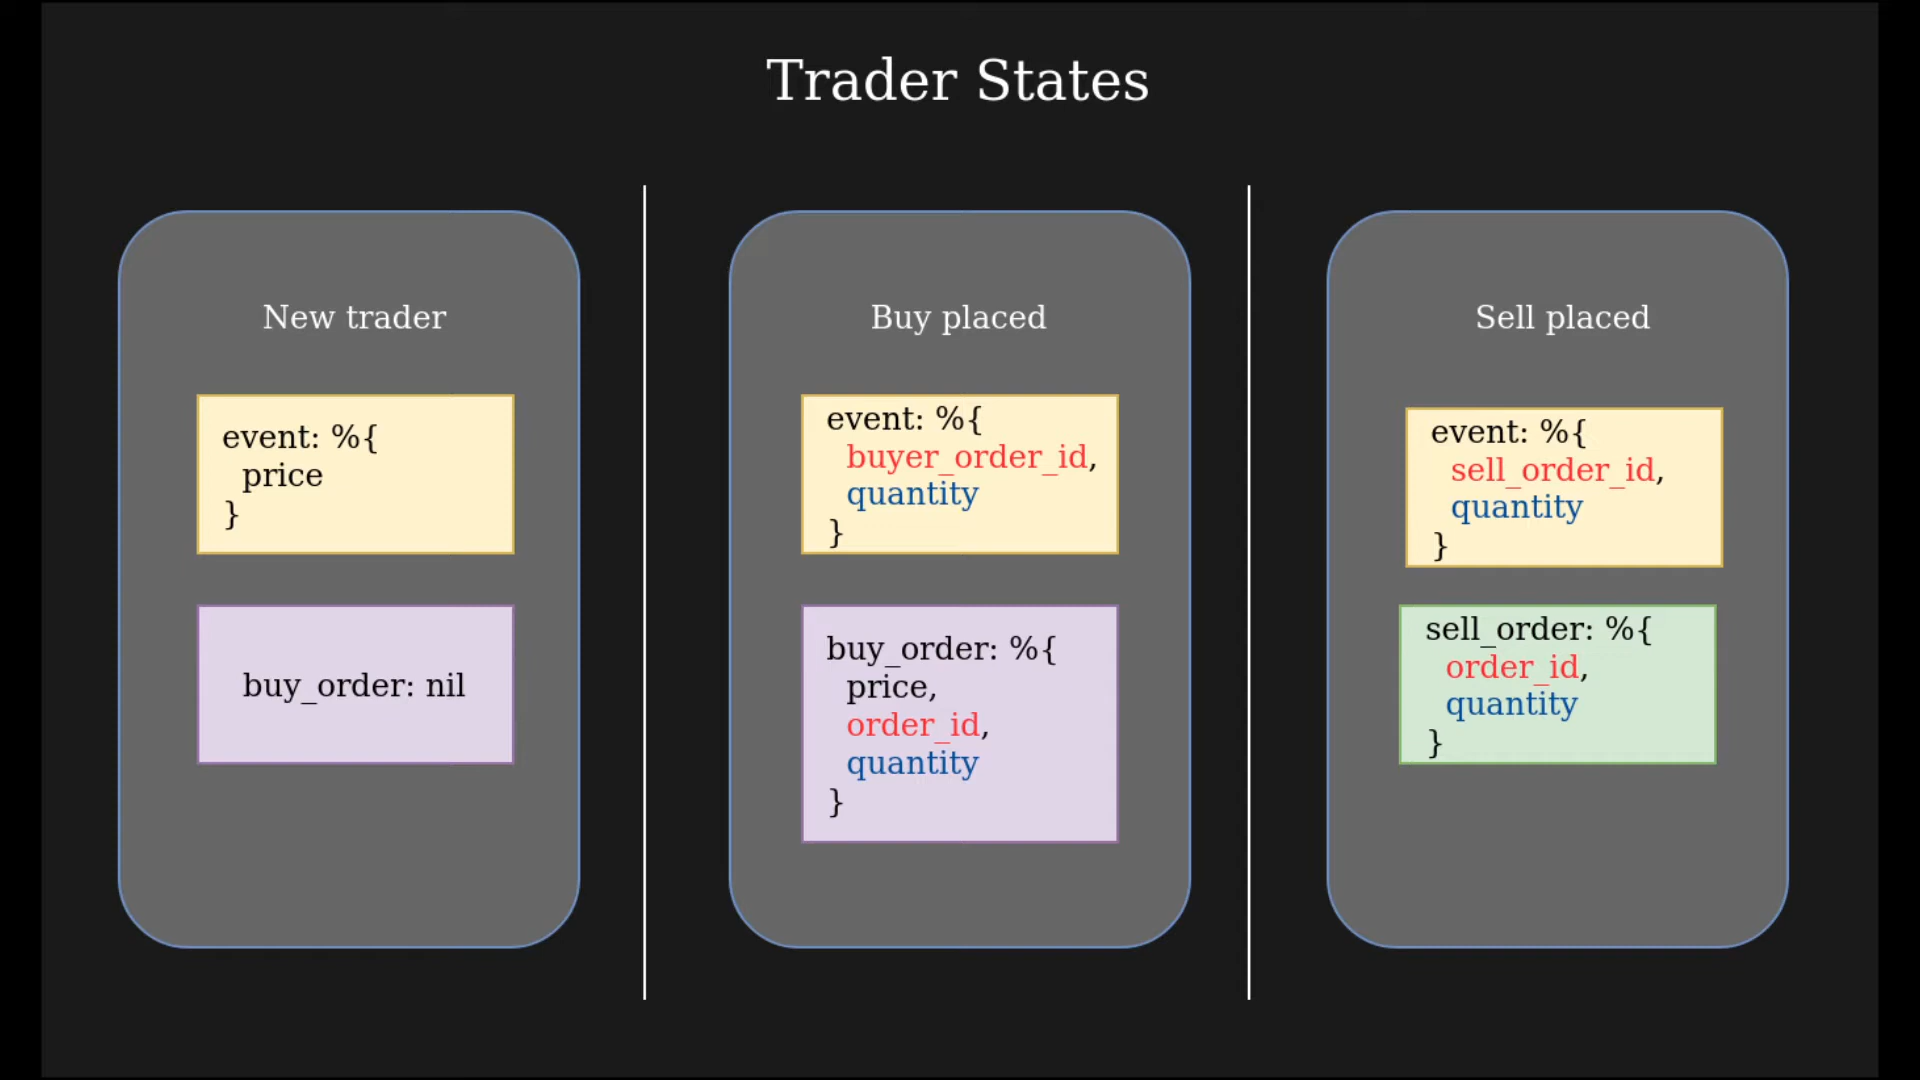 Trader States
New trader
event: %{
price
}
buy_order: nil
Buy placed
event: %{
buyer_order_id,
quantity
}
buy_order: %{
price,
order_id,
quantity
}
Sell placed
event: %{
sell_order_id,
quantity
}
sell_order: %{
order_id,
quantity
}